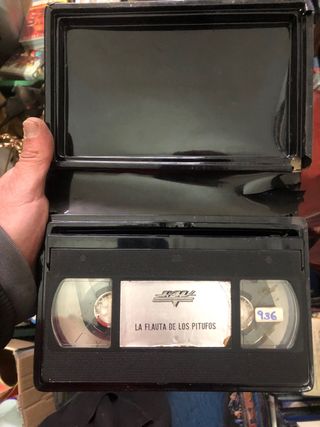 LA FLAUTA DE LOS PITUFOS
936